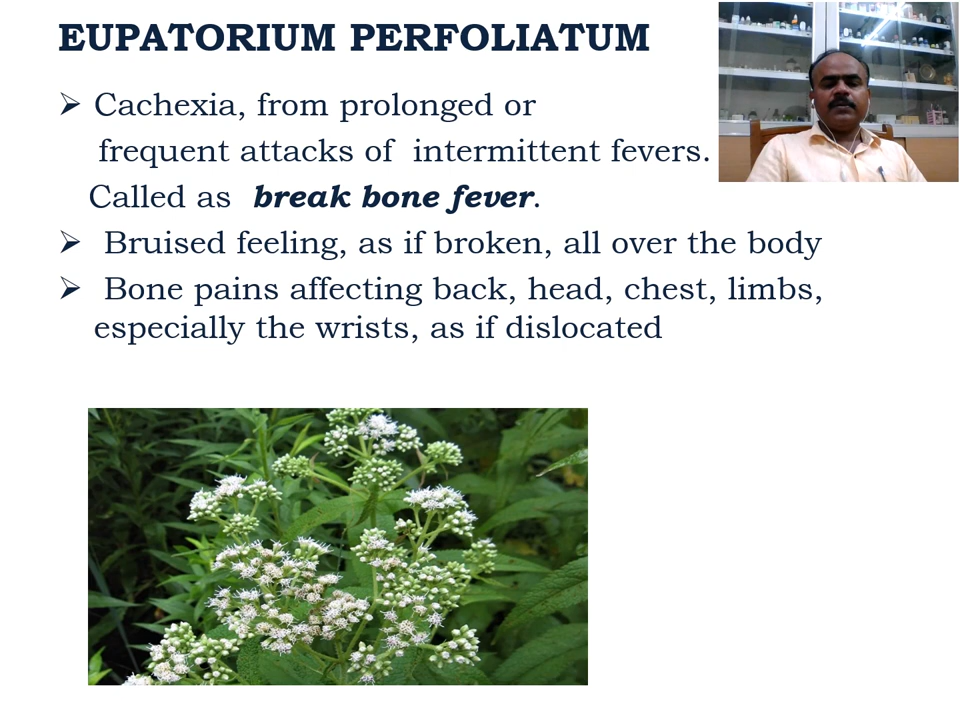 EUPATORIUM PERFOLIATUM
➢ Cachexia, from prolonged or
frequent attacks of intermittent fevers.
Called as break bone fever.
➢ Bruised feeling, as if broken, all over the body
➢ Bone pains affecting back, head, chest, limbs,
especially the wrists, as if dislocated